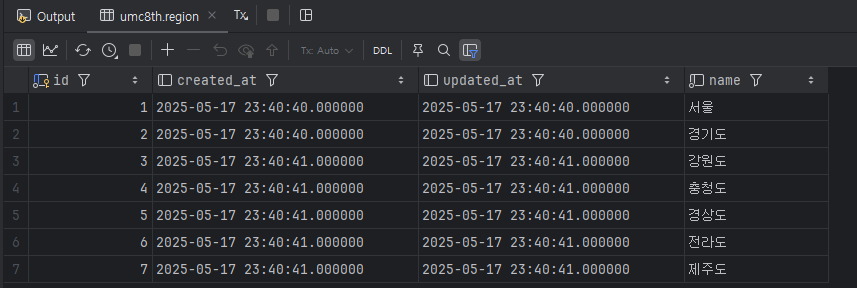 Output umc8th.region Tx
Tx: Auto DDL
id created_at updated_at name
1 1 2025-05-17 23:40:40.000000 2025-05-17 23:40:40.000000 서울
2 2 2025-05-17 23:40:40.000000 2025-05-17 23:40:40.000000 경기도
3 3 2025-05-17 23:40:41.000000 2025-05-17 23:40:41.000000 강원도
4 4 2025-05-17 23:40:41.000000 2025-05-17 23:40:41.000000 충청도
5 5 2025-05-17 23:40:41.000000 2025-05-17 23:40:41.000000 경상도
6 6 2025-05-17 23:40:41.000000 2025-05-17 23:40:41.000000 전라도
7 7 2025-05-17 23:40:41.000000 2025-05-17 23:40:41.000000 제주도